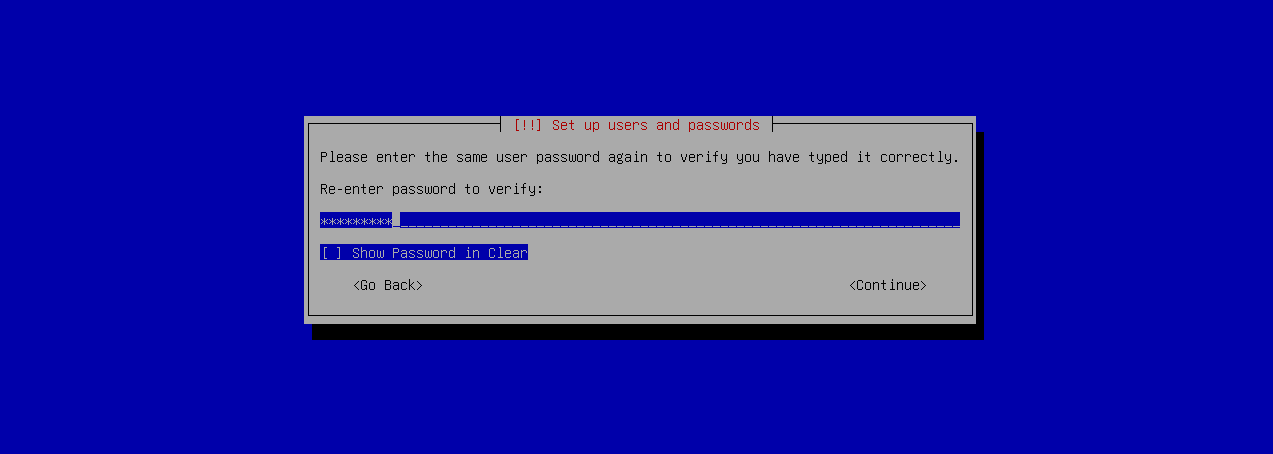 [!!] Set up users and passwords
Please enter the same user password again to verify you have typed it correctly.
Re-enter password to verify:
*********
[ ] Show Password in Clear
<Go Back> <Continue>